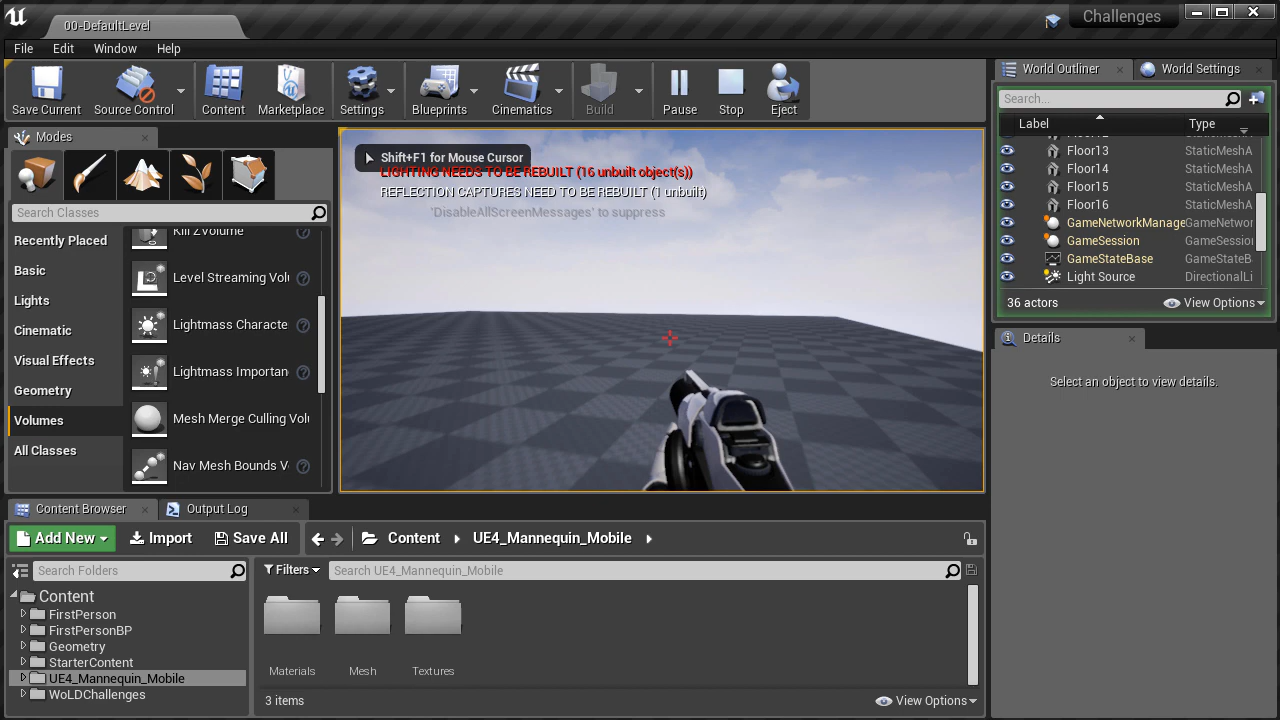 00-DefaultLevel
Challenges
File Edit Window Help
Save Current
Source Control
Content
Marketplace
Settings
Blueprints
Cinematics
Build
Pause
Stop
Eject
Modes
Search Classes
Recently Placed
Basic
Lights
Cinematic
Visual Effects
Geometry
Volumes
All Classes
Kill ZVolume
Level Streaming Volu
Lightmass Characte
Lightmass Importan
Mesh Merge Culling Volu
Nav Mesh Bounds V
Shift+F1 for Mouse Cursor
LIGHTING NEEDS TO BE REBUILT (16 unbuilt object(s))
REFLECTION CAPTURES NEED TO BE REBUILT (1 unbuilt)
'DisableAllScreenMessages' to suppress
World Outliner
World Settings
Search...
Label Type
Floor12 StaticMeshA
Floor13 StaticMeshA
Floor14 StaticMeshA
Floor15 StaticMeshA
Floor16 StaticMeshA
GameNetworkManage GameNetwor
GameSession GameSessio
GameStateBase GameStateB
Light Source DirectionalLi
36 actors
View Options
Details
Select an object to view details.
Content Browser
Output Log
Add New
Import
Save All
Content
UE4_Mannequin_Mobile
Search Folders
Filters
Search UE4_Mannequin_Mobile
Content
FirstPerson
FirstPersonBP
Geometry
StarterContent
UE4_Mannequin_Mobile
WoLDChallenges
Materials
Mesh
Textures
3 items
View Options